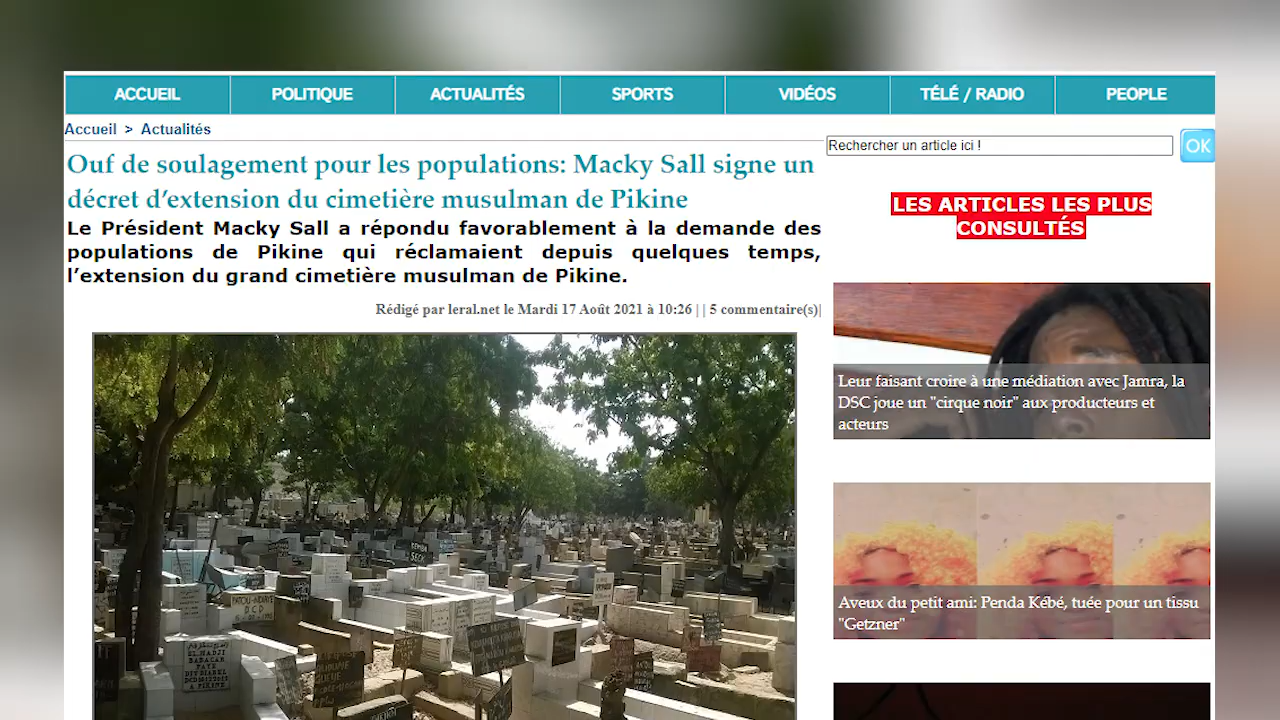 ACCUEIL
POLITIQUE
ACTUALITÉS
SPORTS
VIDÉOS
TÉLÉ / RADIO
PEOPLE
Accueil > Actualités
Ouf de soulagement pour les populations: Macky Sall signe un
décret d’extension du cimetière musulman de Pikine
Le Président Macky Sall a répondu favorablement à la demande des
populations de Pikine qui réclamaient depuis quelques temps,
l’extension du grand cimetière musulman de Pikine.
Rédigé par leral.net le Mardi 17 Août 2021 à 10:26 | | 5 commentaire(s)|
Rechercher un article ici !
OK
LES ARTICLES LES PLUS
CONSULTÉS
Leur faisant croire à une médiation avec Jamra, la
DSC joue un "cirque noir" aux producteurs et
acteurs
Aveux du petit ami: Penda Kébé, tuée pour un tissu
"Getzner"
SECK
EL HADJI
BABACAR
A PIKINE